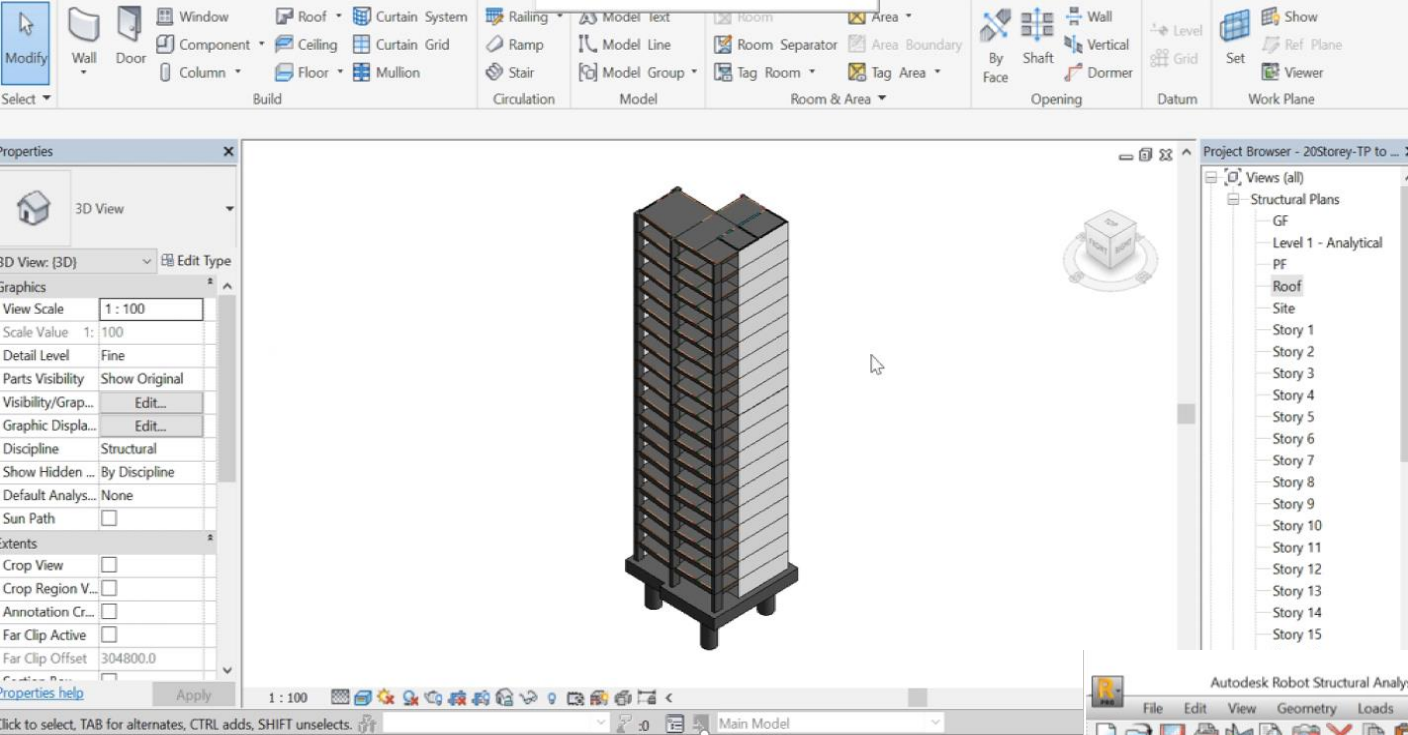 Window Roof Curtain System Railing Model Text Room Area Wall Show
Modify Wall Door Component Ceiling Curtain Grid Ramp Model Line Room Separator Area Boundary By Face Shaft Vertical Level Set Ref Plane
Column Floor Mullion Stair Model Group Tag Room Tag Area Dormer Grid Viewer
Select Build Circulation Model Room & Area Opening Datum Work Plane
Properties
3D View
3D View: {3D} Edit Type
Graphics
View Scale 1 : 100
Scale Value 1: 100
Detail Level Fine
Parts Visibility Show Original
Visibility/Grap... Edit...
Graphic Displa... Edit...
Discipline Structural
Show Hidden ... By Discipline
Default Analys... None
Sun Path
Extents
Crop View
Crop Region V...
Annotation Cr...
Far Clip Active
Far Clip Offset 304800.0
Properties help Apply
TOP
FRONT RIGHT
1 : 100
Click to select, TAB for alternates, CTRL adds, SHIFT unselects. :0 Main Model
Project Browser - 20Storey-TP to ...
Views (all)
Structural Plans
GF
Level 1 - Analytical
PF
Roof
Site
Story 1
Story 2
Story 3
Story 4
Story 5
Story 6
Story 7
Story 8
Story 9
Story 10
Story 11
Story 12
Story 13
Story 14
Story 15
Autodesk Robot Structural Analys
PRO
File Edit View Geometry Loads